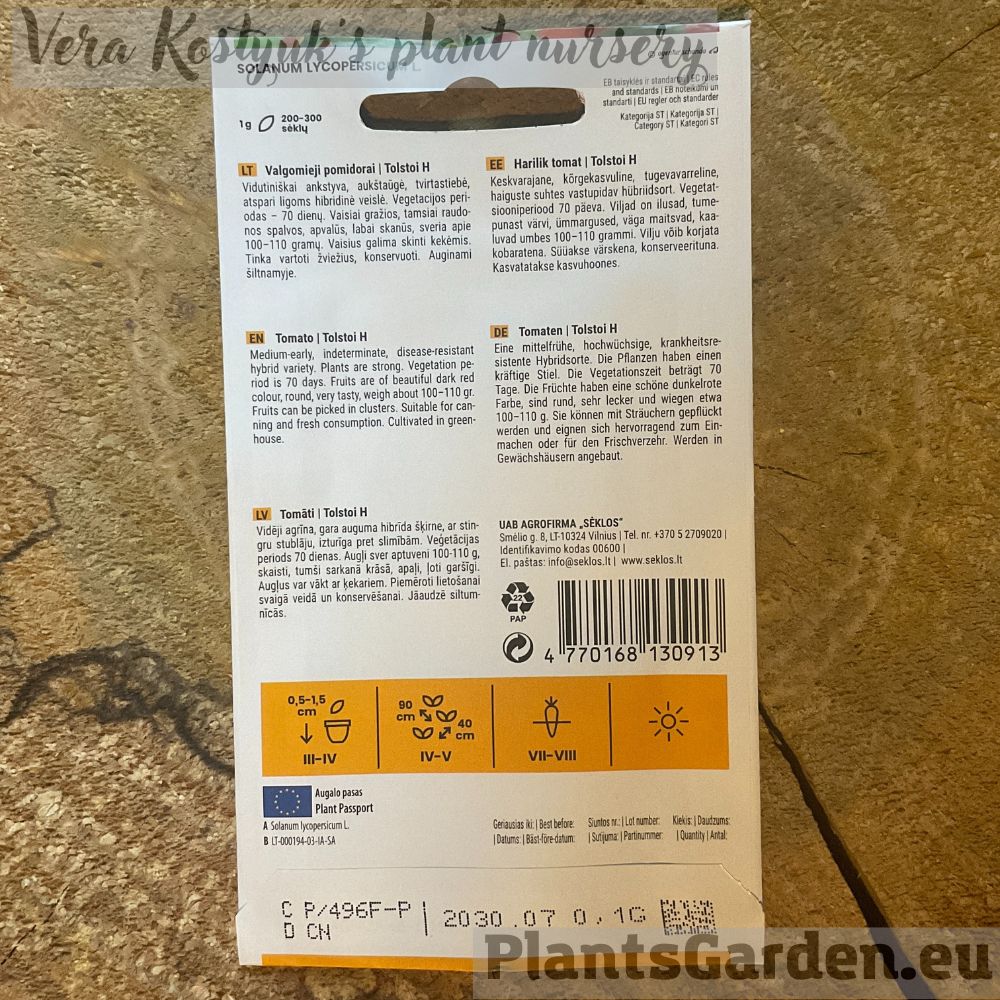 Vera Kostyuk's plant nursery
SOLANUM LYCOPERSICUM L.
© agentur schando
EB taisyklės ir standartai | EC rules
and standards | EB noteikumi un
standarti | EU regler och standarder
Kategorija ST | Kategorija ST |
Category ST | Kategori ST
1 g
200–300
sėklų
LT Valgomieji pomidorai | Tolstoi H
Vidutiniškai ankstyva, aukštaūgė, tvirtastiebė,
atspari ligoms hibridinė veislė. Vegetacijos peri-
odas – 70 dienų. Vaisiai gražios, tamsiai raudo-
nos spalvos, apvalūs, labai skanūs, sveria apie
100–110 gramų. Vaisius galima skinti kekėmis.
Tinka vartoti žviežius, konservuoti. Auginami
šiltnamyje.
EE Harilik tomat | Tolstoi H
Keskvarajane, kõrgekasvuline, tugevavarreline,
haiguste suhtes vastupidav hübriidsort. Vegetat-
siooniperiood 70 päeva. Viljad on ilusad, tume-
punast värvi, ümmargused, väga maitsvad, kaa-
luvad umbes 100–110 grammi. Vilju võib korjata
kobaratena. Süüakse värskena, konserveerituna.
Kasvatatakse kasvuhoones.
EN Tomato | Tolstoi H
Medium-early, indeterminate, disease-resistant
hybrid variety. Plants are strong. Vegetation pe-
riod is 70 days. Fruits are of beautiful dark red
colour, round, very tasty, weigh about 100–110 gr.
Fruits can be picked in clusters. Suitable for can-
ning and fresh consumption. Cultivated in green-
house.
DE Tomaten | Tolstoi H
Eine mittelfrühe, hochwüchsige, krankheitsre-
sistente Hybridsorte. Die Pflanzen haben einen
kräftige Stiel. Die Vegetationszeit beträgt 70
Tage. Die Früchte haben eine schöne dunkelrote
Farbe, sind rund, sehr lecker und wiegen etwa
100–110 g. Sie können mit Sträuchern gepflückt
werden und eignen sich hervorragend zum Ein-
machen oder für den Frischverzehr. Werden in
Gewächshäusern angebaut.
LV Tomāti | Tolstoi H
Vidēji agrīna, gara auguma hibrīda šķirne, ar stin-
gru stublāju, izturīga pret slimībām. Veģetācijas
periods 70 dienas. Augļi sver aptuveni 100-110 g,
skaisti, tumši sarkanā krāsā, apaļi, ļoti garšīgi.
Augļus var vākt ar ķekariem. Piemēroti lietošanai
svaigā veidā un konservēšanai. Jāaudzē siltum-
nīcās.
UAB AGROFIRMA „SĖKLOS"
Smėlio g. 8, LT-10324 Vilnius | Tel. nr. +370 5 2709020 |
Identifikavimo kodas 00600 |
El. paštas: info@seklos.lt | www.seklos.lt
22
PAP
4 770168 130913
0,5-1,5
cm
III-IV
90
cm
40
cm
IV-V
VII-VIII
Augalo pasas
Plant Passport
A Solanum lycopersicum L.
B LT-000194-03-IA-SA
Geriausias iki: | Best before: Siuntos nr.: | Lot number: Kiekis: | Daudzums:
| Datums: | Bäst-före-datum: | Sutijuma: | Partinummer: | Quantity | Antal:
C P/496F-P | 2030.07 0,1G
D CN
PlantsGarden.eu